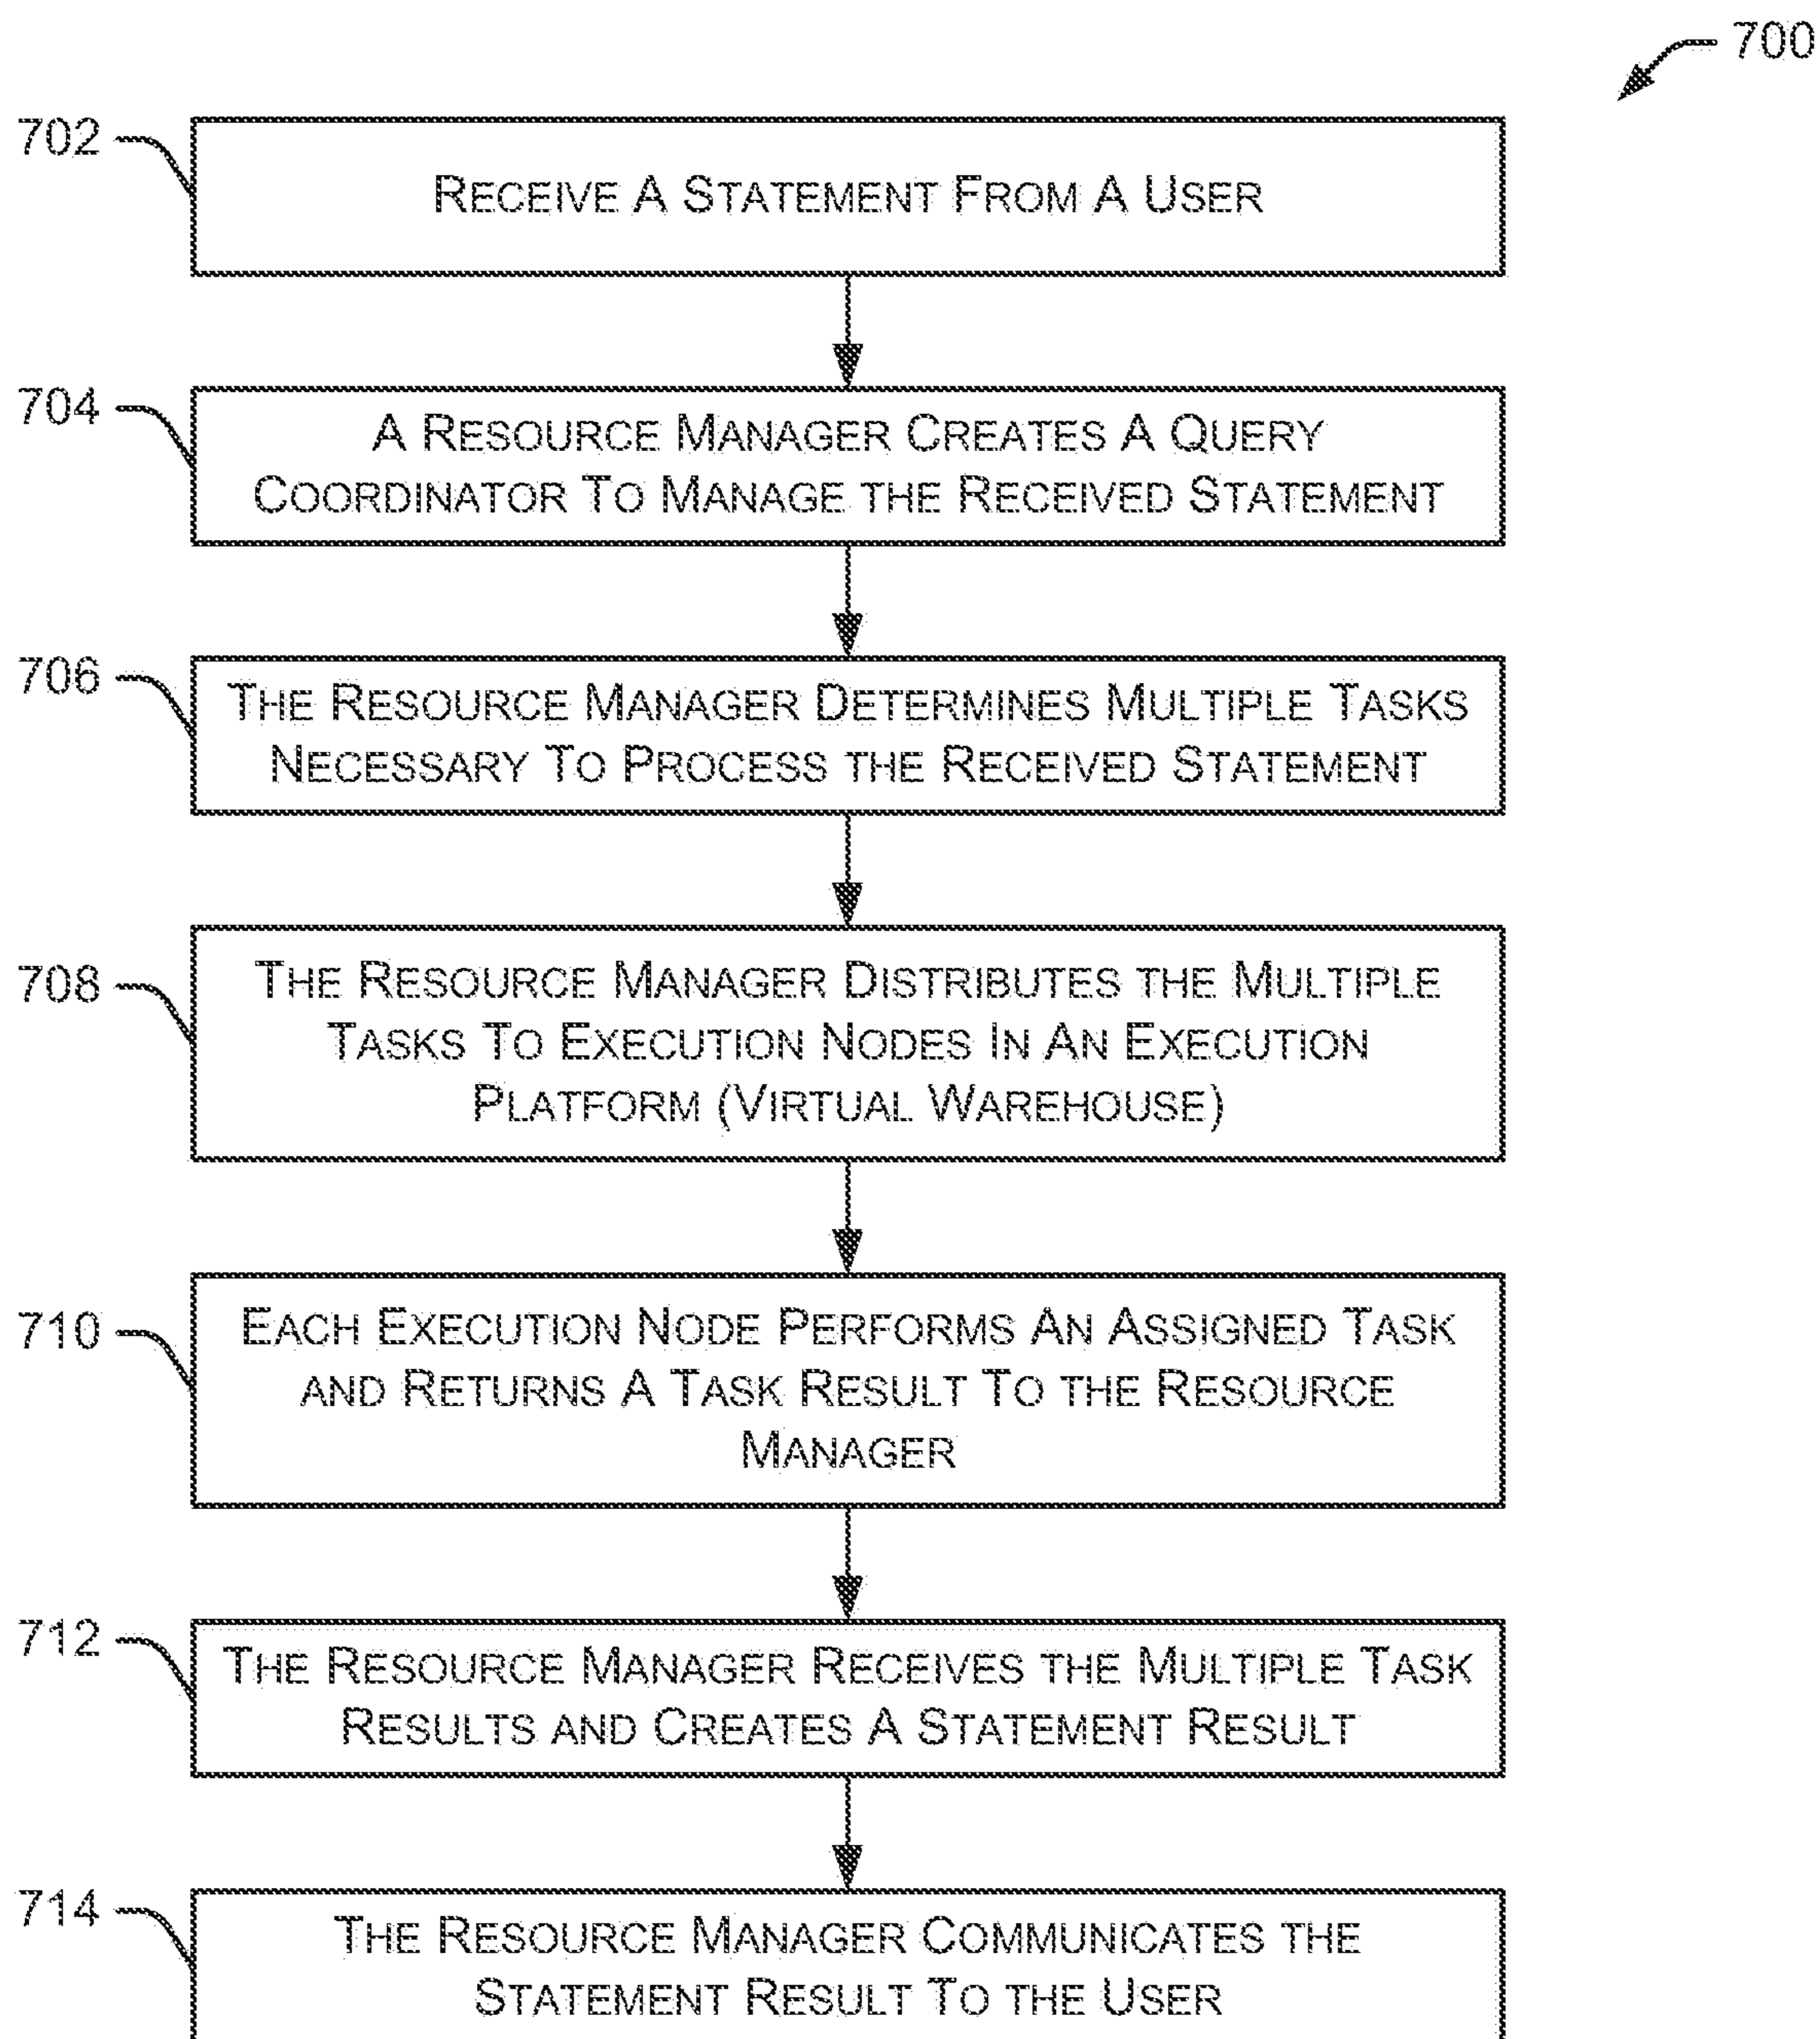 700
702
RECEIVE A STATEMENT FROM A USER
704
A RESOURCE MANAGER CREATES A QUERY
COORDINATOR TO MANAGE THE RECEIVED STATEMENT
706
THE RESOURCE MANAGER DETERMINES MULTIPLE TASKS
NECESSARY TO PROCESS THE RECEIVED STATEMENT
708
THE RESOURCE MANAGER DISTRIBUTES THE MULTIPLE
TASKS TO EXECUTION NODES IN AN EXECUTION
PLATFORM (VIRTUAL WAREHOUSE)
710
EACH EXECUTION NODE PERFORMS AN ASSIGNED TASK
AND RETURNS A TASK RESULT TO THE RESOURCE
MANAGER
712
THE RESOURCE MANAGER RECEIVES THE MULTIPLE TASK
RESULTS AND CREATES A STATEMENT RESULT
714
THE RESOURCE MANAGER COMMUNICATES THE
STATEMENT RESULT TO THE USER